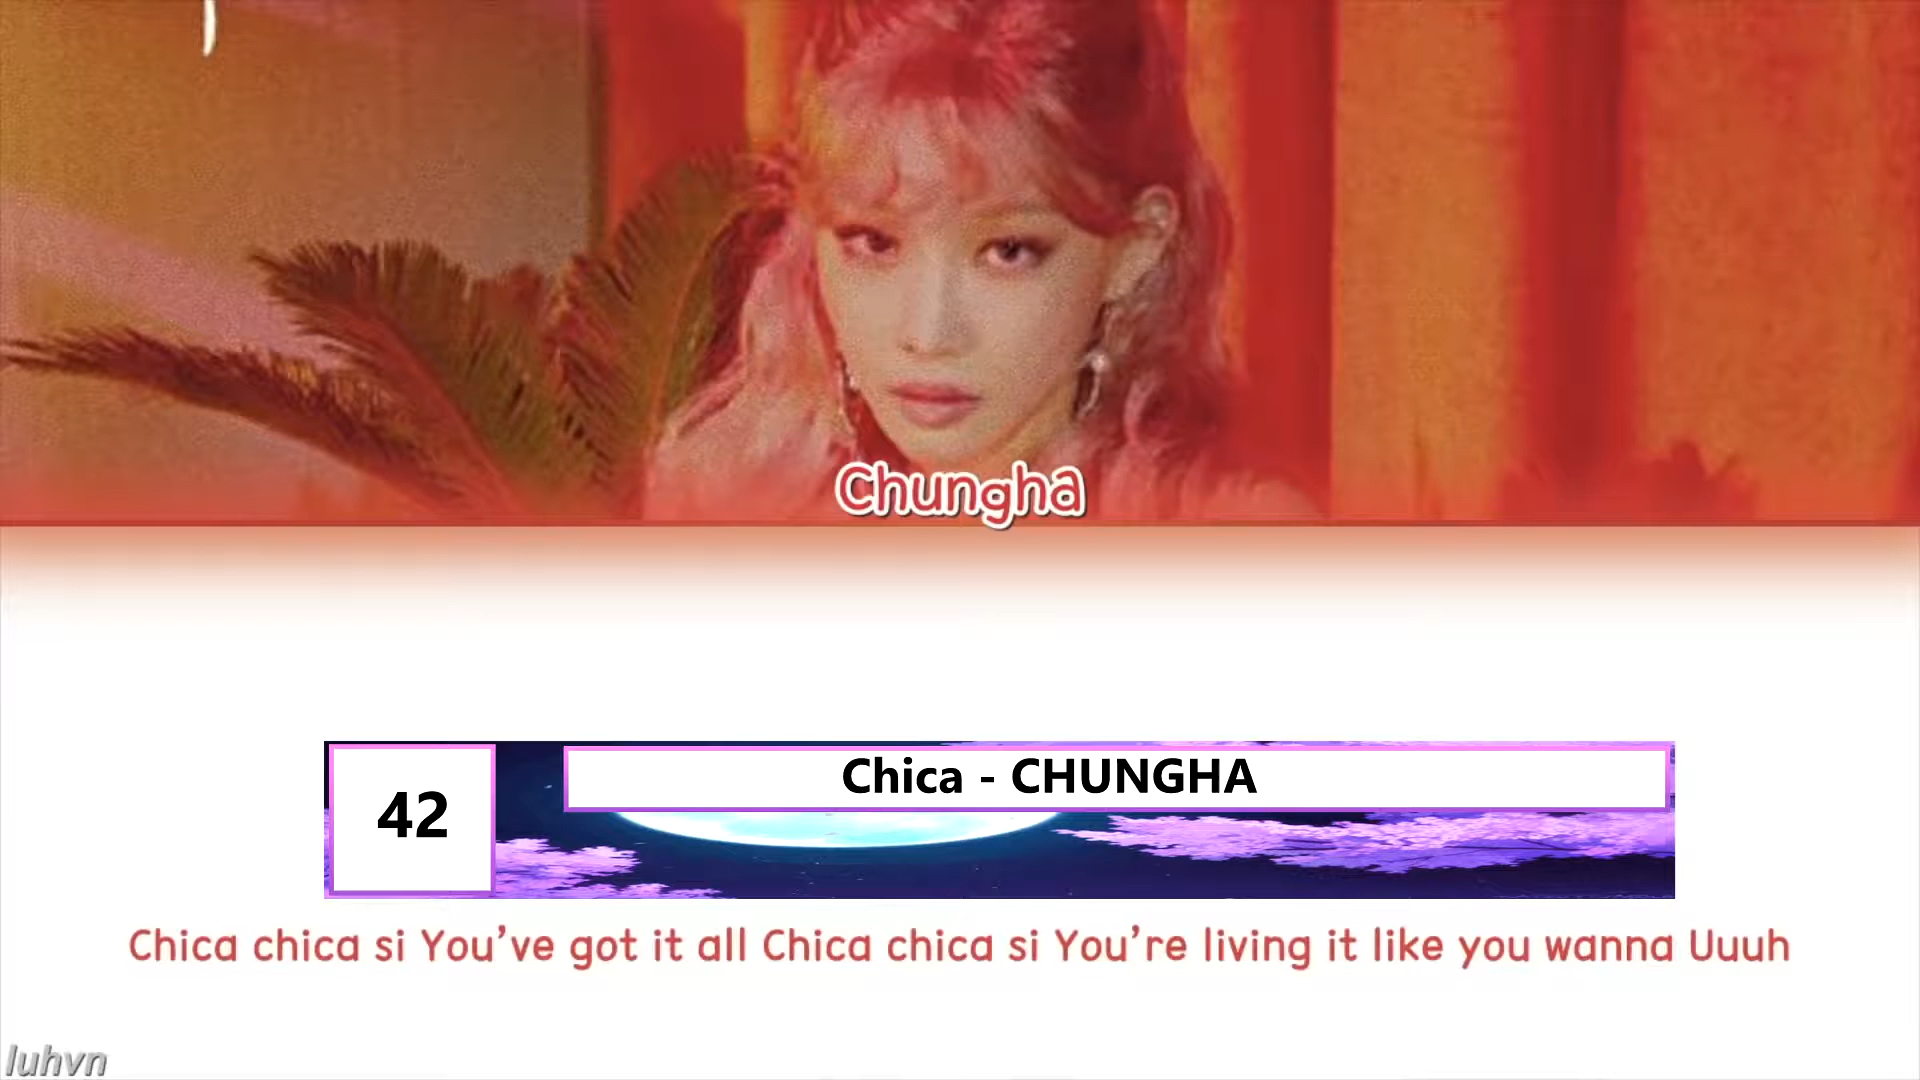 Chungha
42
Chica - CHUNGHA
Chica chica si You’ve got it all Chica chica si You’re living it like you wanna Uuuh
luhvn